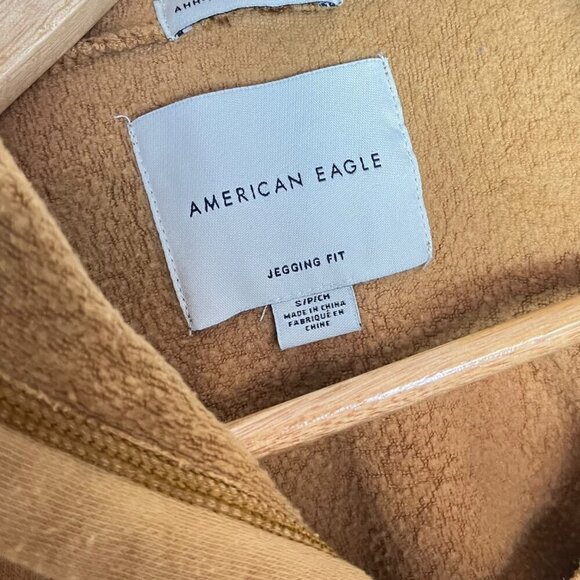 AMERICAN EAGLE
JEGGING FIT
S/P/CH
MADE IN CHINA
FABRIQUÉ EN
CHINE